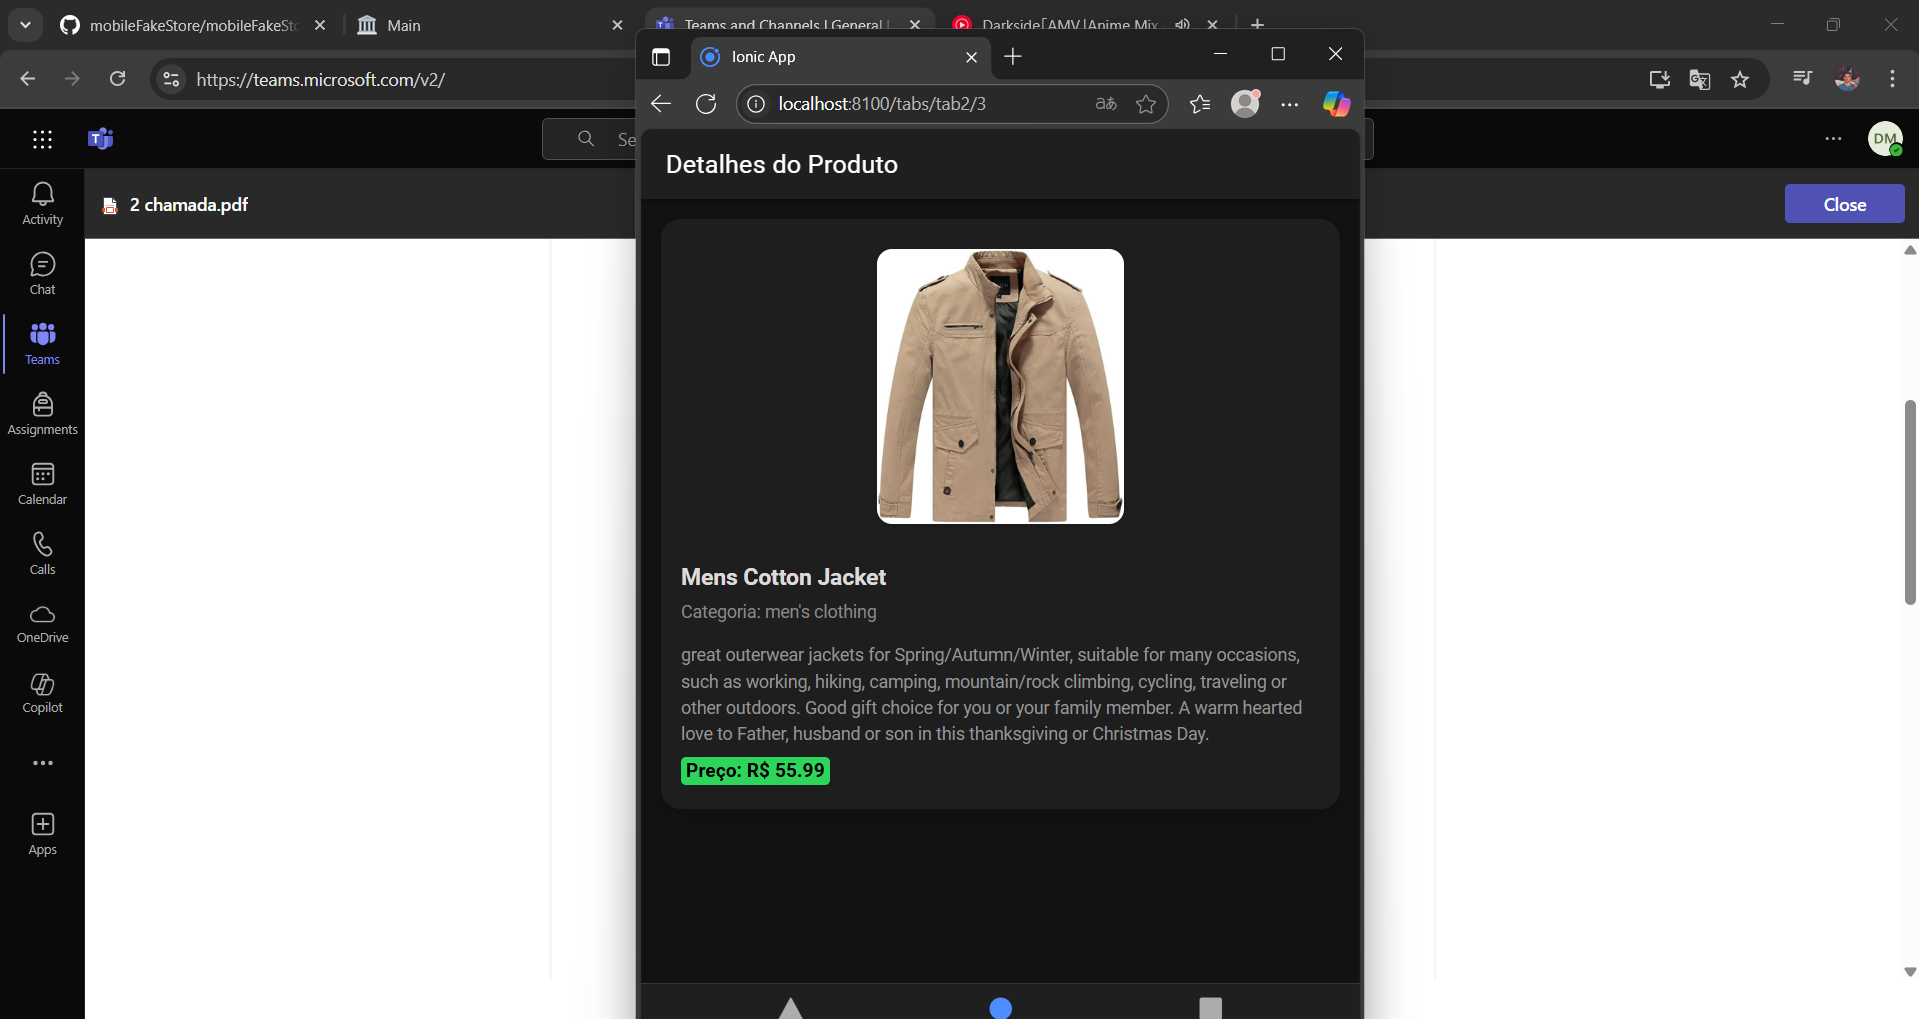 mobileFakeStore/mobileFakeSto
Main
Teams and Channels | General |
Darkside「AMV」Anime Mix
https://teams.microsoft.com/v2/
Ionic App
localhost:8100/tabs/tab2/3
aあ
Se
DM
Activity
Chat
Teams
Assignments
Calendar
Calls
OneDrive
Copilot
Apps
2 chamada.pdf
Close
Detalhes do Produto
Mens Cotton Jacket
Categoria: men's clothing
great outerwear jackets for Spring/Autumn/Winter, suitable for many occasions,
such as working, hiking, camping, mountain/rock climbing, cycling, traveling or
other outdoors. Good gift choice for you or your family member. A warm hearted
love to Father, husband or son in this thanksgiving or Christmas Day.
Preço: R$ 55.99